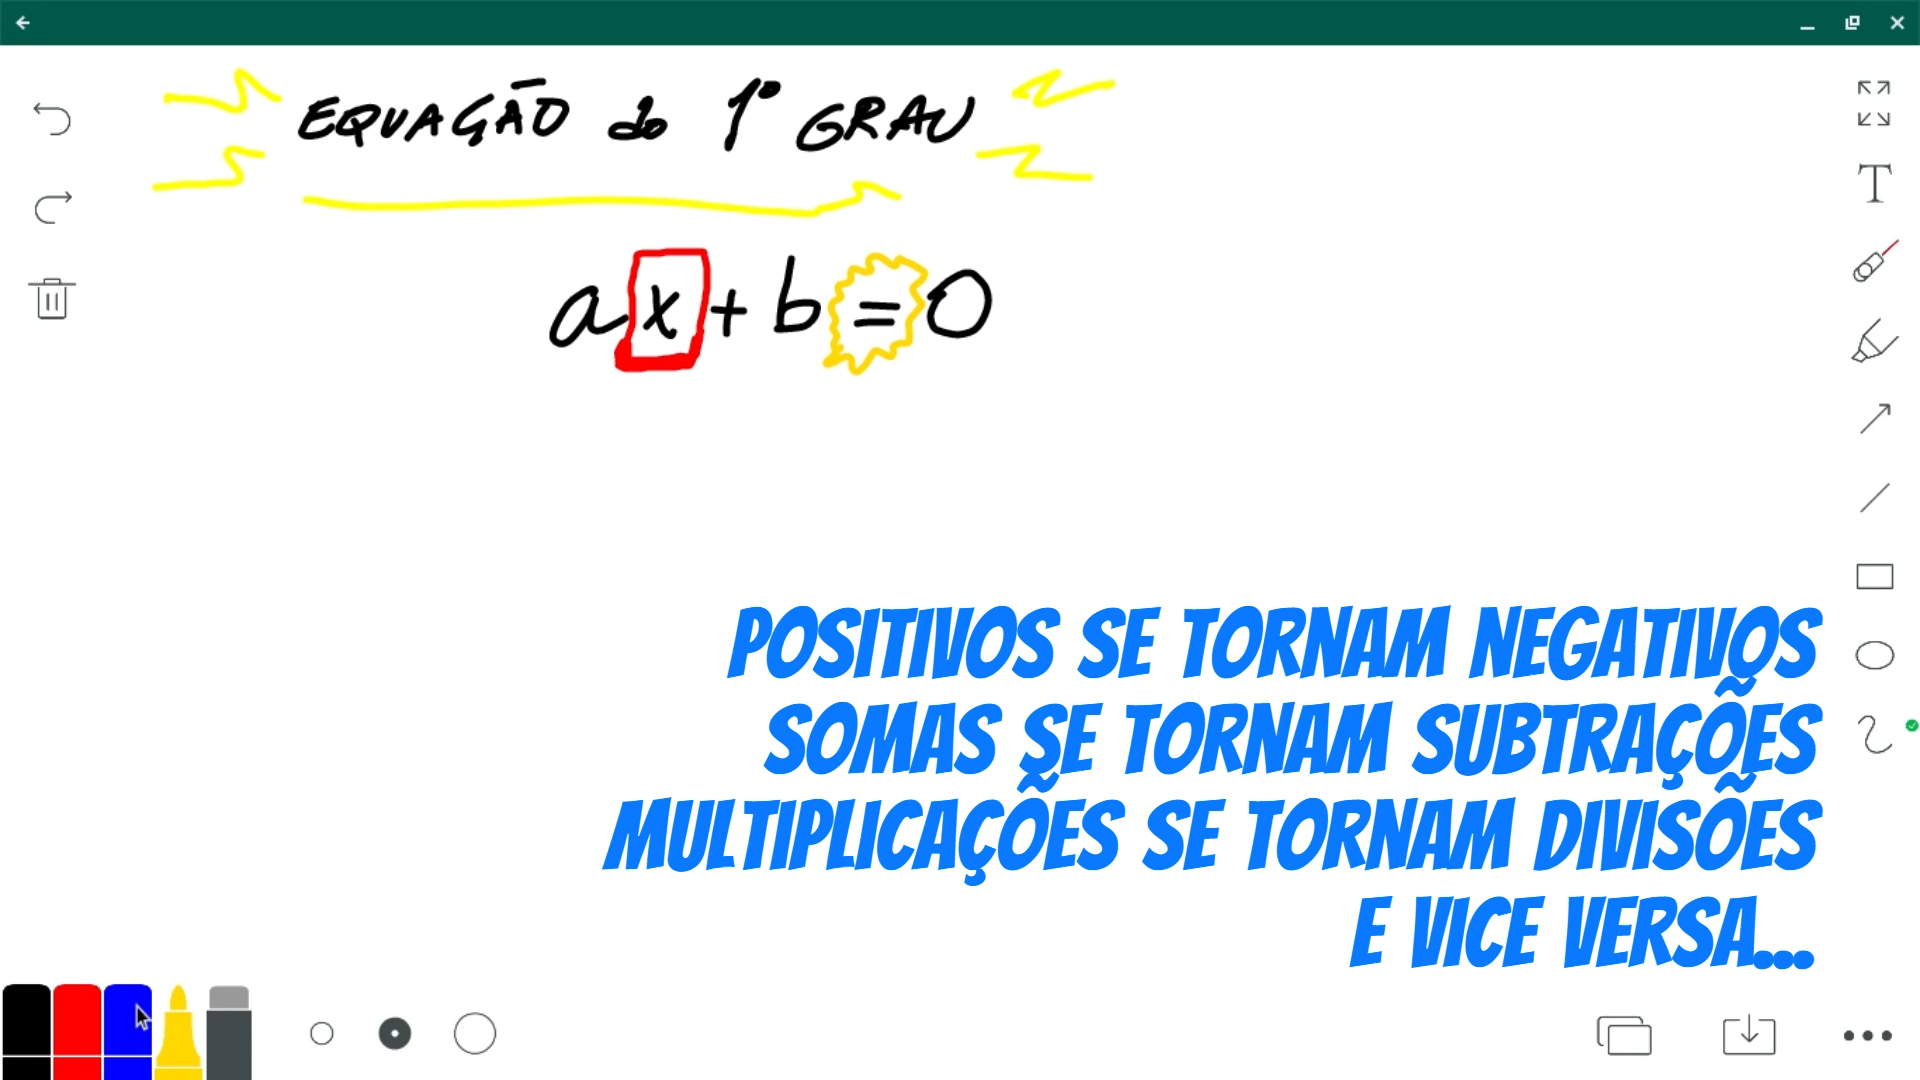 EQUAÇÃO do 1º GRAU
ax+b=0
POSITIVOS SE TORNAM NEGATIVOS
SOMAS SE TORNAM SUBTRAÇÕES
MULTIPLICAÇÕES SE TORNAM DIVISÕES
E VICE VERSA...